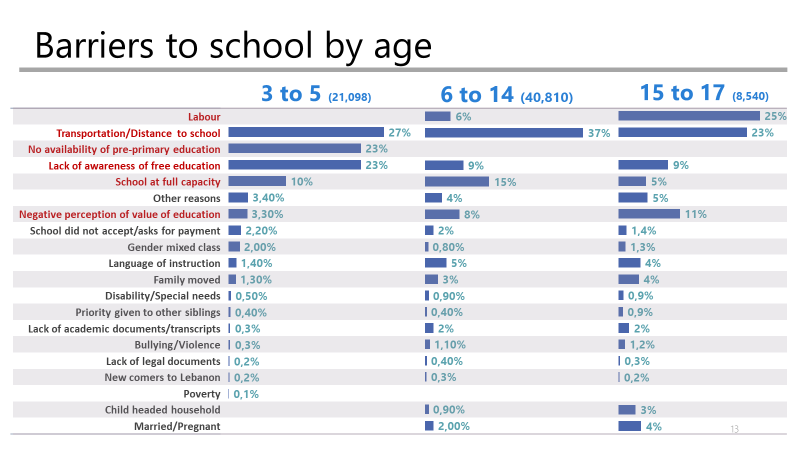 Barriers to school by age
3 to 5 (21,098) 6 to 14 (40,810) 15 to 17 (8,540)
Labour 6% 25%
Transportation/Distance to school 27% 37% 23%
No availability of pre-primary education 23%
Lack of awareness of free education 23% 9% 9%
School at full capacity 10% 15% 5%
Other reasons 3,40% 4% 5%
Negative perception of value of education 3,30% 8% 11%
School did not accept/asks for payment 2,20% 2% 1,4%
Gender mixed class 2,00% 0,80% 1,3%
Language of instruction 1,40% 5% 4%
Family moved 1,30% 3% 4%
Disability/Special needs 0,50% 0,90% 0,9%
Priority given to other siblings 0,40% 0,40% 0,9%
Lack of academic documents/transcripts 0,3% 2% 2%
Bullying/Violence 0,3% 1,10% 1,2%
Lack of legal documents 0,2% 0,40% 0,3%
New comers to Lebanon 0,2% 0,3% 0,2%
Poverty 0,1%
Child headed household 0,90% 3%
Married/Pregnant 2,00% 4%
13